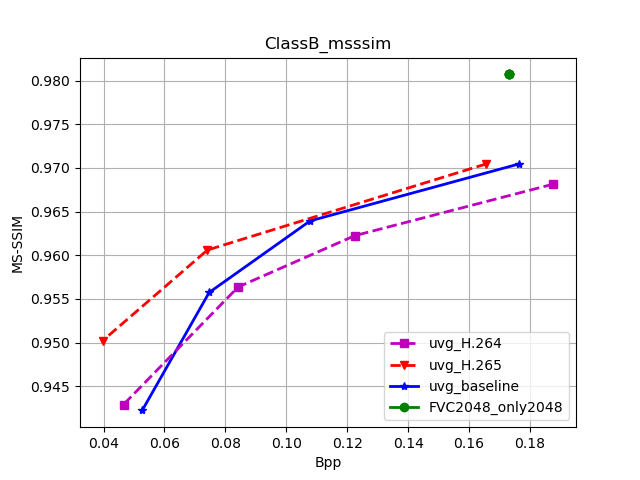 ClassB_msssim
0.980
0.975
0.970
0.965
0.960
0.955
0.950
0.945
MS-SSIM
0.04 0.06 0.08 0.10 0.12 0.14 0.16 0.18
Bpp
uvg_H.264
uvg_H.265
uvg_baseline
FVC2048_only2048